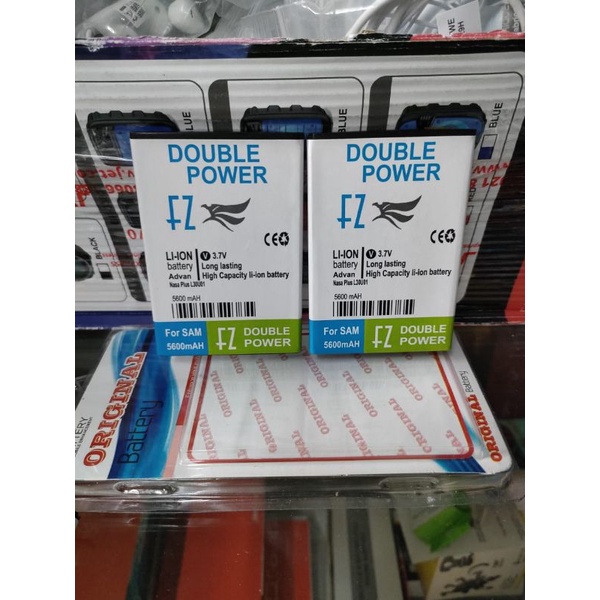 WE
BLUE
BLUE
BLACK
DOUBLE
POWER
FZ
LI-ION
battery
Advan
Nasa Plus L30U01
V 3.7V
Long lasting
High Capacity li-ion battery
CE
5600 mAH
For SAM
5600mAH
FZ DOUBLE
POWER
DOUBLE
POWER
FZ
LI-ION
battery
Advan
Nasa Plus L30U01
V 3.7V
Long lasting
High Capacity li-ion battery
CE
5600 mAH
For SAM
5600mAH
FZ DOUBLE
POWER
ORIGINAL
Battery
ORIGINAL
ORIGINAL
ORIGINAL
ORIGINAL
Battery